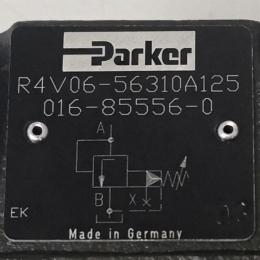 Parker
R4V06-56310A125
016-85556-0
A
B X
EK
Made in Germany